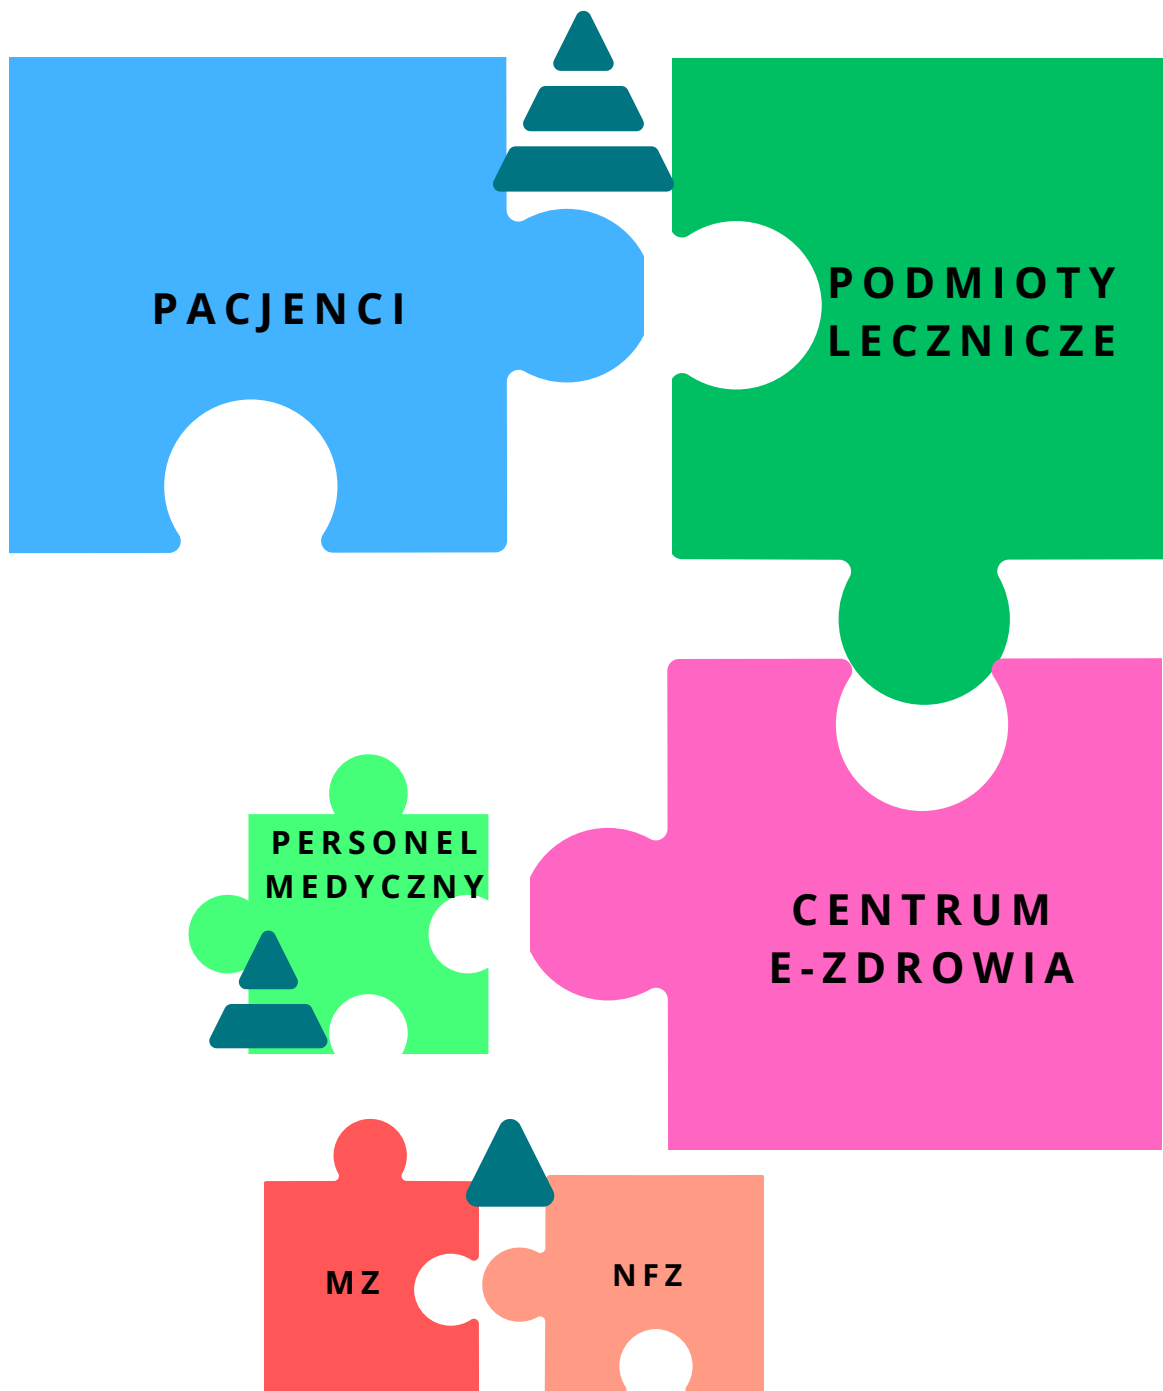 PACJENCI
PODMIOTY
LECZNICZE
PERSONEL
MEDYCZNY
CENTRUM
E-ZDROWIA
MZ
NFZ